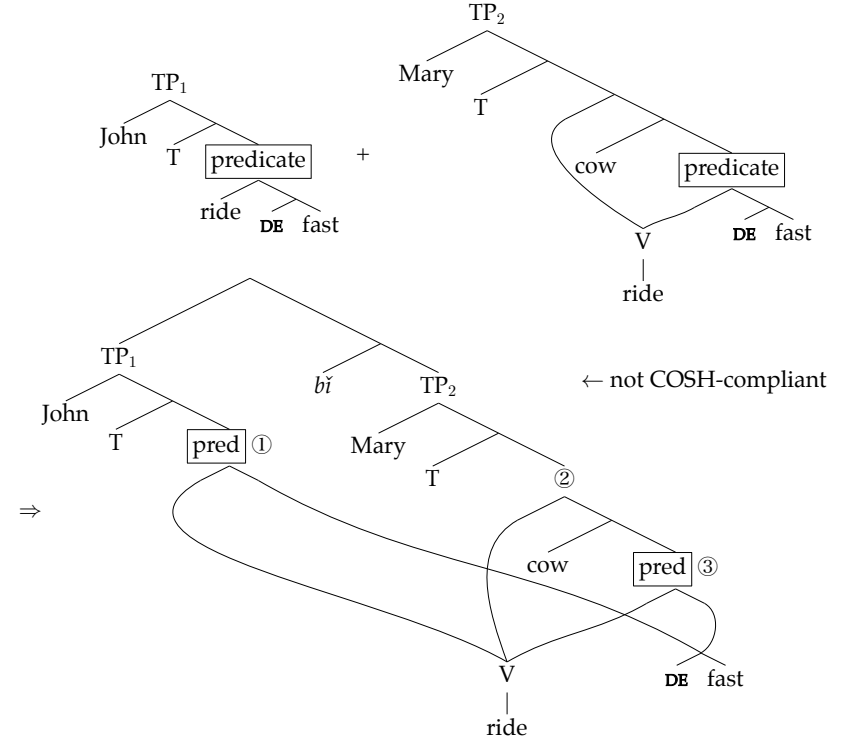 TP₂
TP₁
Mary
John
T
T
predicate
+
cow
predicate
ride
DE fast
DE fast
V
ride
TP₁
bǐ
TP₂
← not COSH-compliant
John
T
pred ①
Mary
T
②
⇒
cow
pred ③
V
DE fast
ride